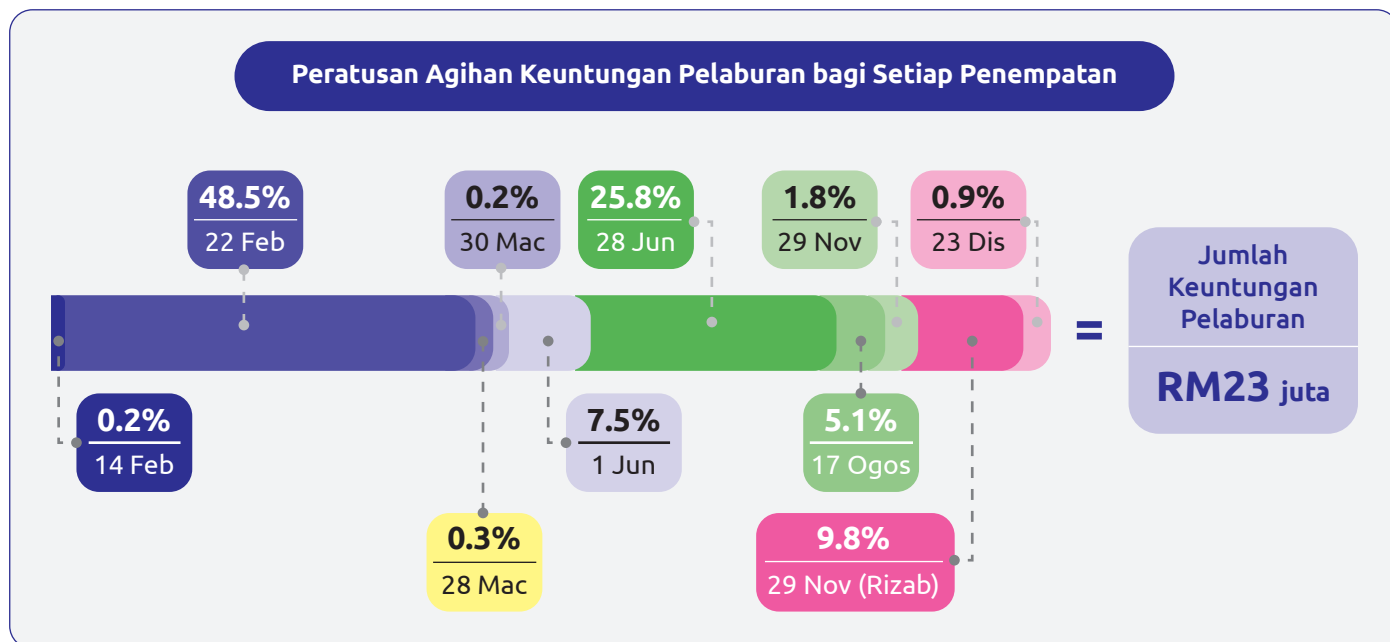 Peratusan Agihan Keuntungan Pelaburan bagi Setiap Penempatan
48.5%
22 Feb
0.2%
30 Mac
25.8%
28 Jun
1.8%
29 Nov
0.9%
23 Dis
=
Jumlah
Keuntungan
Pelaburan
RM23 juta
0.2%
14 Feb
7.5%
1 Jun
5.1%
17 Ogos
0.3%
28 Mac
9.8%
29 Nov (Rizab)